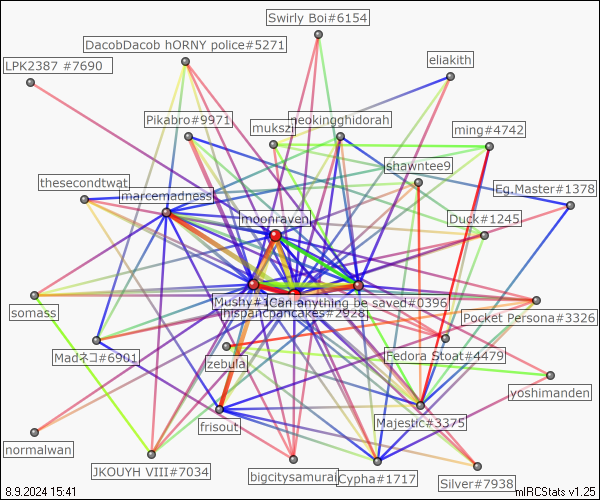 Swirly Boi#6154
DacobDacob hORNY police#5271
eliakith
LPK2387 #7690
Pikabro#9971
mukszi
neokingghidorah
ming#4742
shawntee9
thesecondtwat
marcemadness
Eg.Master#1378
moonraven
Duck#1245
Mushy#1
Can anything be saved#0396
somass
hispanicpancakes#2928
Pocket Persona#3326
Madネコ#6901
zebula
Fedora Stoat#4479
yoshimanden
frisout
Majestic#3375
normalwan
JKOUYH VIII#7034
bigcitysamurai
Cypha#1717
Silver#7938
8.9.2024 15:41
mIRCStats v1.25